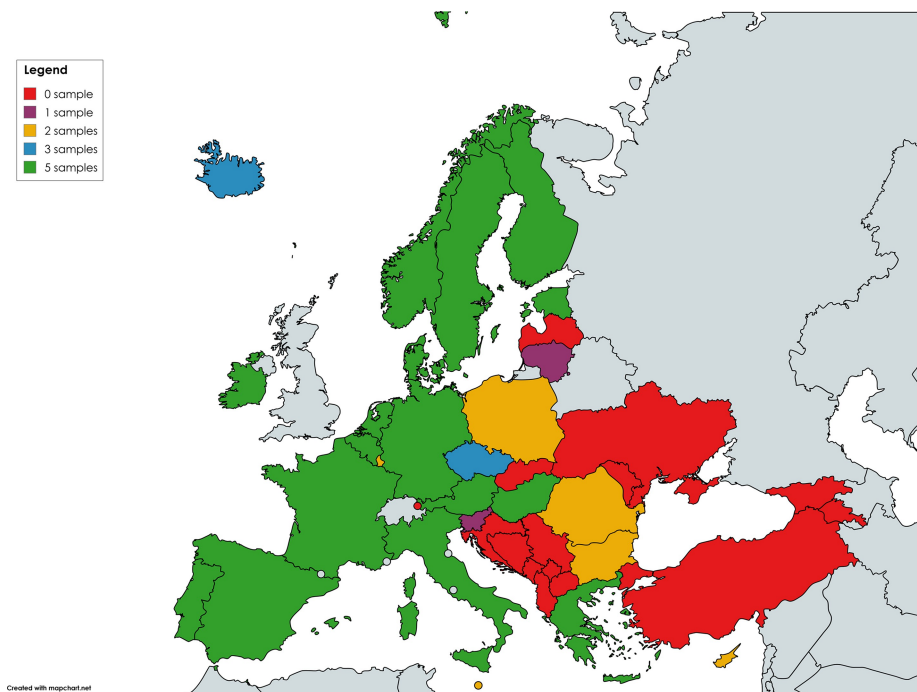 Legend
0 sample
1 sample
2 samples
3 samples
5 samples
Created with mapchart.net